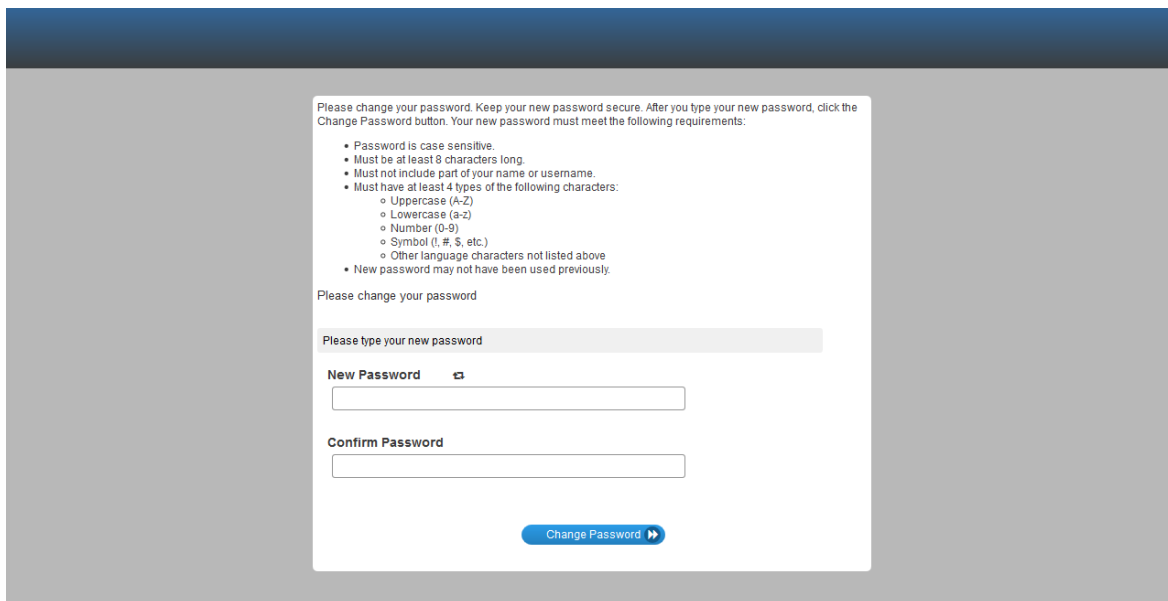 Please change your password. Keep your new password secure. After you type your new password, click the
Change Password button. Your new password must meet the following requirements:
• Password is case sensitive.
• Must be at least 8 characters long.
• Must not include part of your name or username.
• Must have at least 4 types of the following characters:
o Uppercase (A-Z)
o Lowercase (a-z)
o Number (0-9)
o Symbol (!, #, $, etc.)
o Other language characters not listed above
• New password may not have been used previously.
Please change your password
Please type your new password
New Password
Confirm Password
Change Password